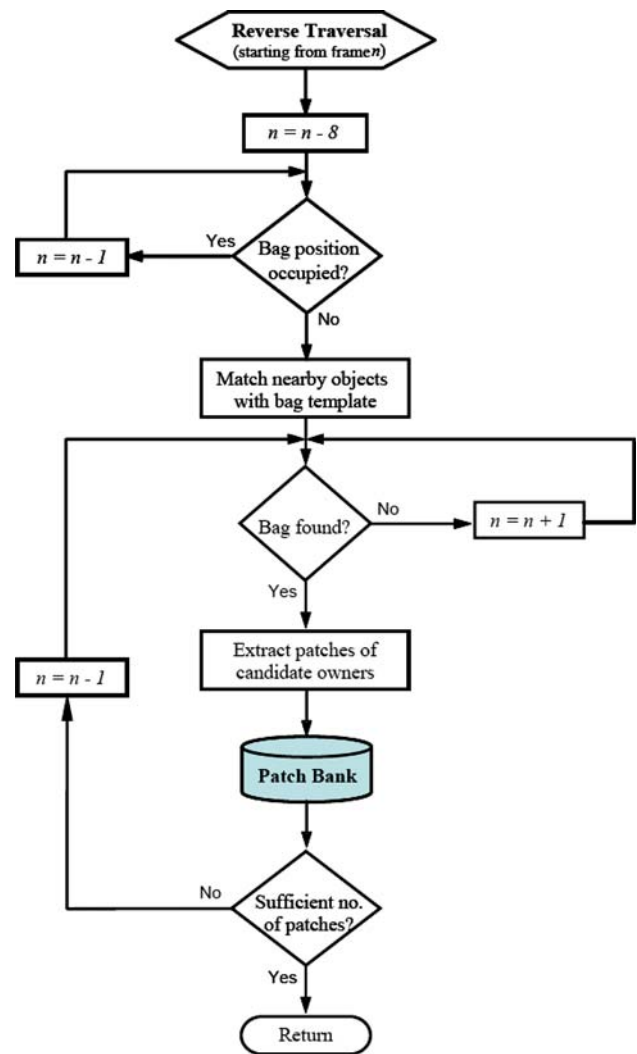 Reverse Traversal
(starting from frame n)
n = n - 8
Yes
n = n - 1
Bag position
occupied?
No
Match nearby objects
with bag template
Bag found?
No
n = n + 1
Yes
Extract patches of
candidate owners
n = n - 1
Patch Bank
No
Sufficient no.
of patches?
Yes
Return